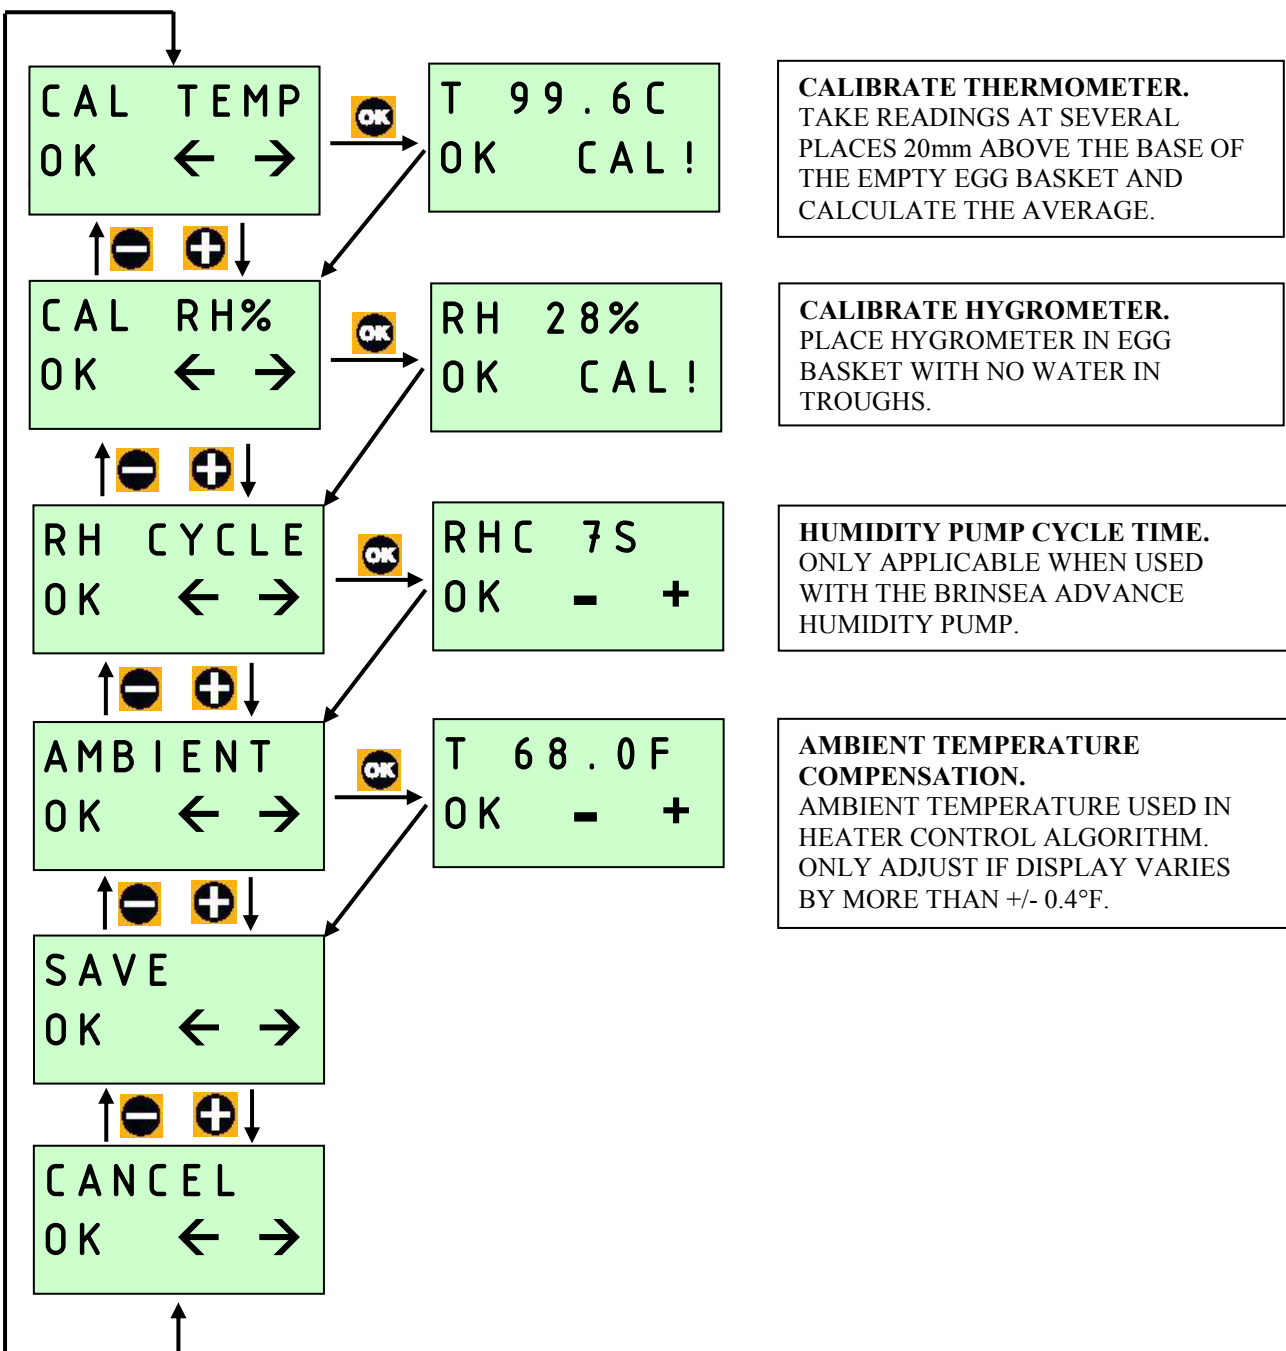 CAL TEMP
OK ← →
OK
T 99.6C
OK CAL!
CALIBRATE THERMOMETER.
TAKE READINGS AT SEVERAL
PLACES 20mm ABOVE THE BASE OF
THE EMPTY EGG BASKET AND
CALCULATE THE AVERAGE.
CAL RH%
OK ← →
OK
RH 28%
OK CAL!
CALIBRATE HYGROMETER.
PLACE HYGROMETER IN EGG
BASKET WITH NO WATER IN
TROUGHS.
RH CYCLE
OK ← →
OK
RHC 7S
OK - +
HUMIDITY PUMP CYCLE TIME.
ONLY APPLICABLE WHEN USED
WITH THE BRINSEA ADVANCE
HUMIDITY PUMP.
AMBIENT
OK ← →
OK
T 68.0F
OK - +
AMBIENT TEMPERATURE
COMPENSATION.
AMBIENT TEMPERATURE USED IN
HEATER CONTROL ALGORITHM.
ONLY ADJUST IF DISPLAY VARIES
BY MORE THAN +/- 0.4°F.
SAVE
OK ← →
CANCEL
OK ← →